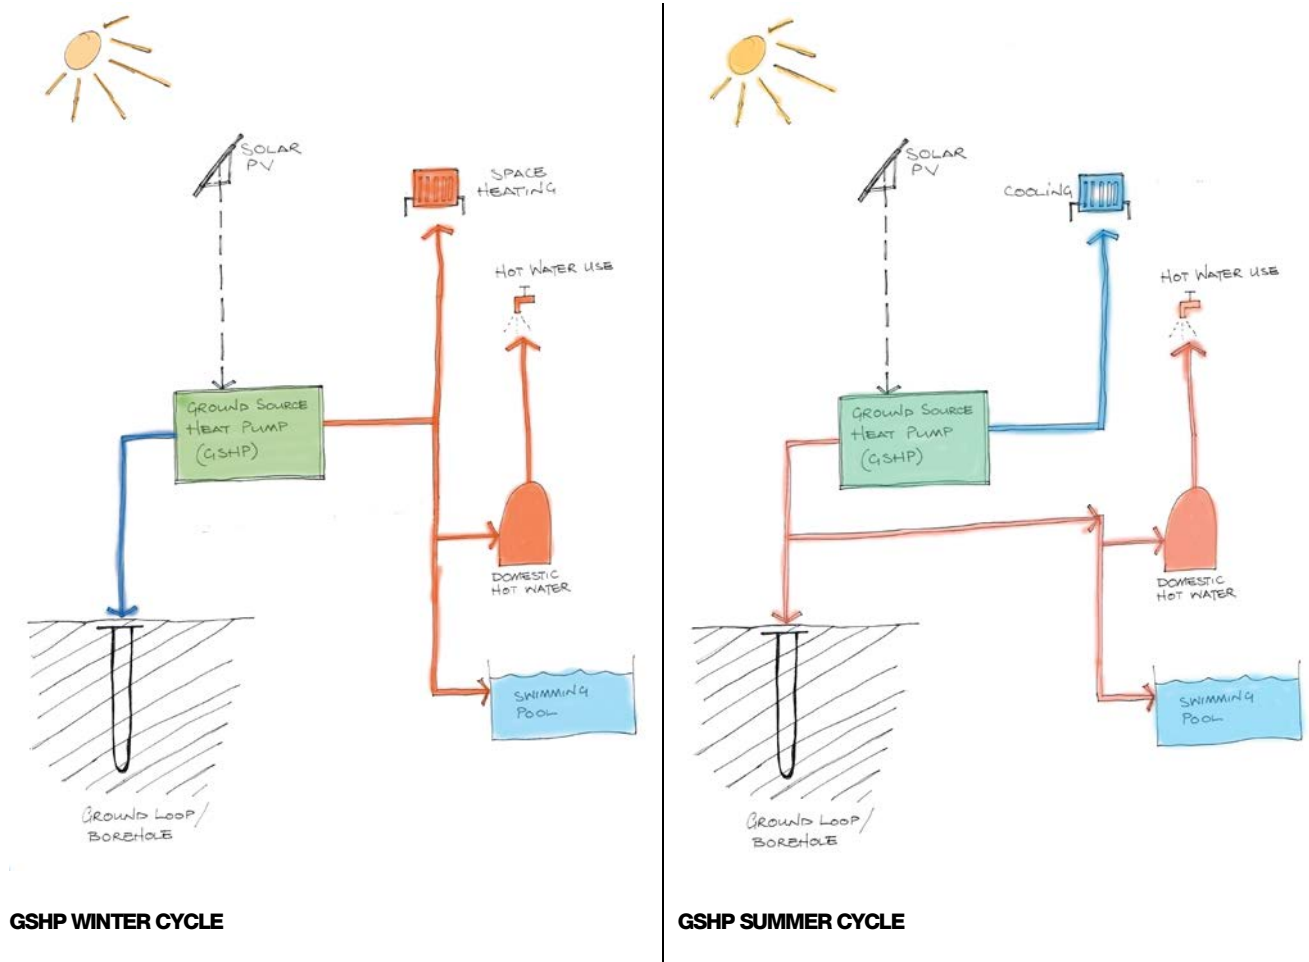 SOLAR
PV
SPACE
HEATING
HOT WATER USE
GROUND SOURCE
HEAT PUMP
(GSHP)
DOMESTIC
HOT WATER
SWIMMING
POOL
GROUND LOOP/
BOREHOLE
GSHP WINTER CYCLE
SOLAR
PV
COOLING
HOT WATER USE
GROUND SOURCE
HEAT PUMP
(GSHP)
DOMESTIC
HOT WATER
SWIMMING
POOL
GROUND LOOP/
BOREHOLE
GSHP SUMMER CYCLE